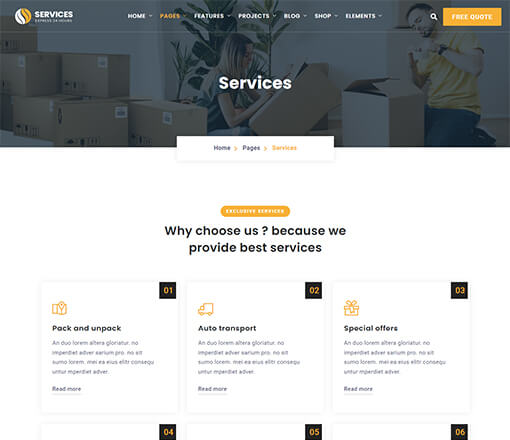 SERVICES
EXPRESS 24 HOURS
HOME PAGES FEATURES PROJECTS BLOG SHOP ELEMENTS
FREE QUOTE
Services
Home Pages Services
EXCLUSIVE SERVICES
Why choose us ? because we
provide best services
01
Pack and unpack
An duo lorem altera gloriatur. no
imperdiet adver sarium pro. no sit
sumo lorem. mei ea eius elitr consequ
untur mperdiet adver.
Read more
02
Auto transport
An duo lorem altera gloriatur. no
imperdiet adver sarium pro. no sit
sumo lorem. mei ea eius elitr consequ
untur mperdiet adver.
Read more
03
Special offers
An duo lorem altera gloriatur. no
imperdiet adver sarium pro. no sit
sumo lorem. mei ea eius elitr consequ
untur mperdiet adver.
Read more
04
05
06